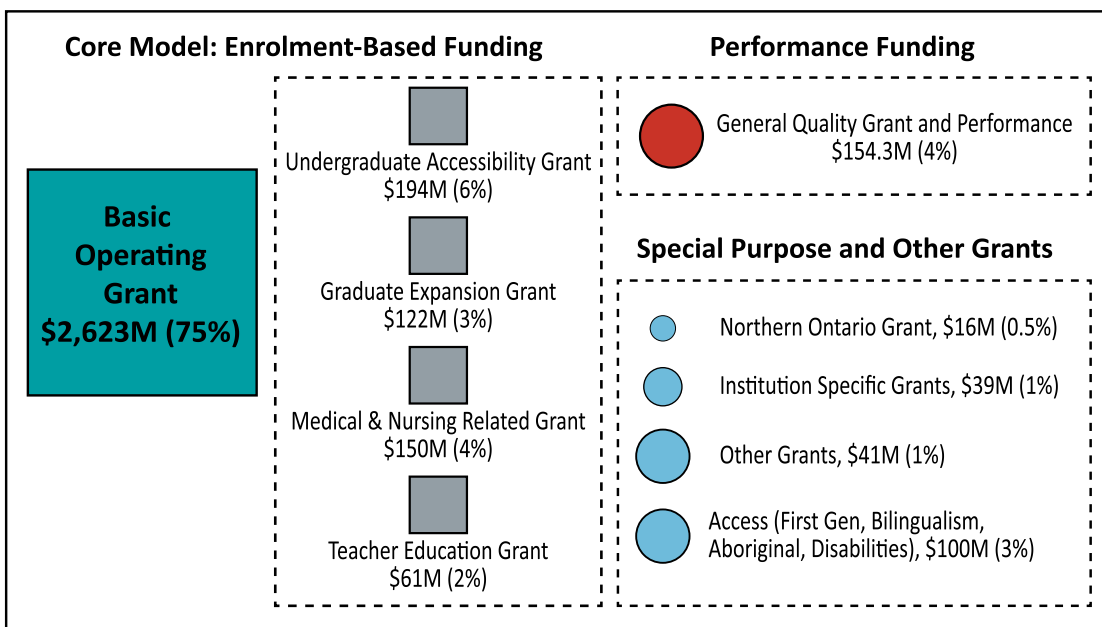 Core Model: Enrolment-Based Funding
Basic
Operating
Grant
$2,623M (75%)
Undergraduate Accessibility Grant
$194M (6%)
Graduate Expansion Grant
$122M (3%)
Medical & Nursing Related Grant
$150M (4%)
Teacher Education Grant
$61M (2%)
Performance Funding
General Quality Grant and Performance
$154.3M (4%)
Special Purpose and Other Grants
Northern Ontario Grant, $16M (0.5%)
Institution Specific Grants, $39M (1%)
Other Grants, $41M (1%)
Access (First Gen, Bilingualism,
Aboriginal, Disabilities), $100M (3%)